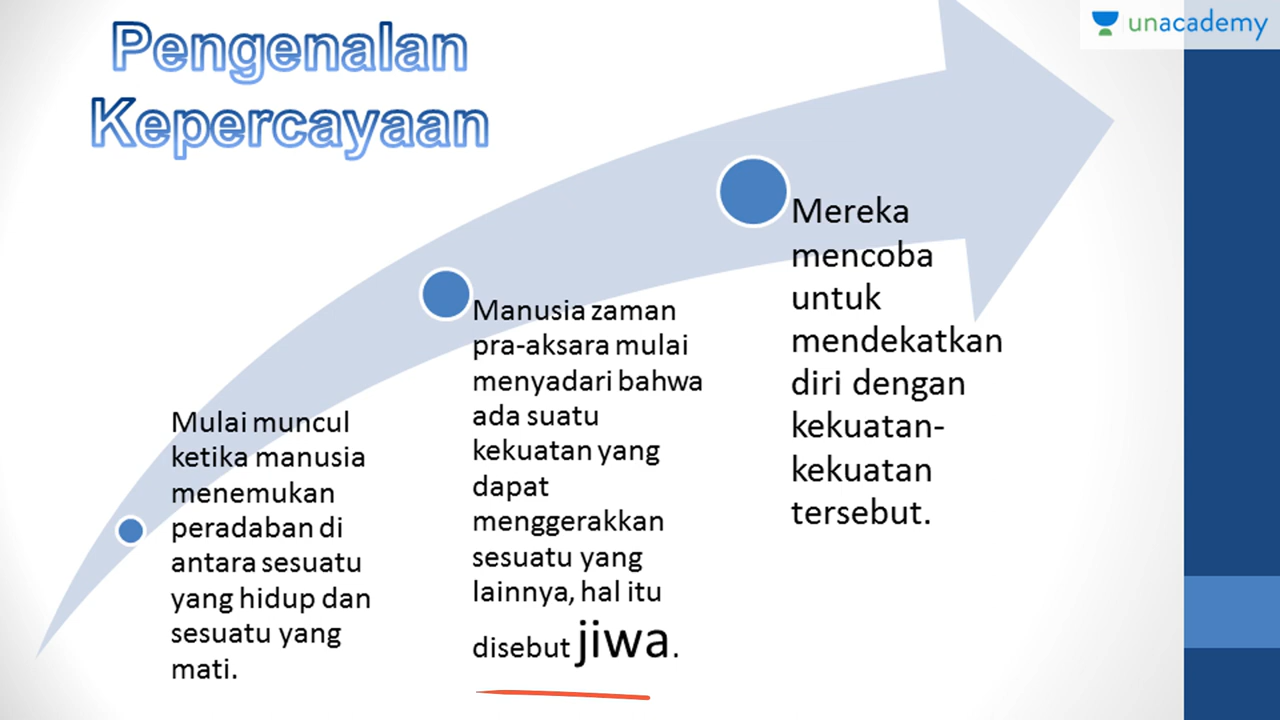 Pengenalan
Kepercayaan
unacademy
Mulai muncul
ketika manusia
menemukan
peradaban di
antara sesuatu
yang hidup dan
sesuatu yang
mati.
Manusia zaman
pra-aksara mulai
menyadari bahwa
ada suatu
kekuatan yang
dapat
menggerakkan
sesuatu yang
lainnya, hal itu
disebut jiwa.
Mereka
mencoba
untuk
mendekatkan
diri dengan
kekuatan-
kekuatan
tersebut.